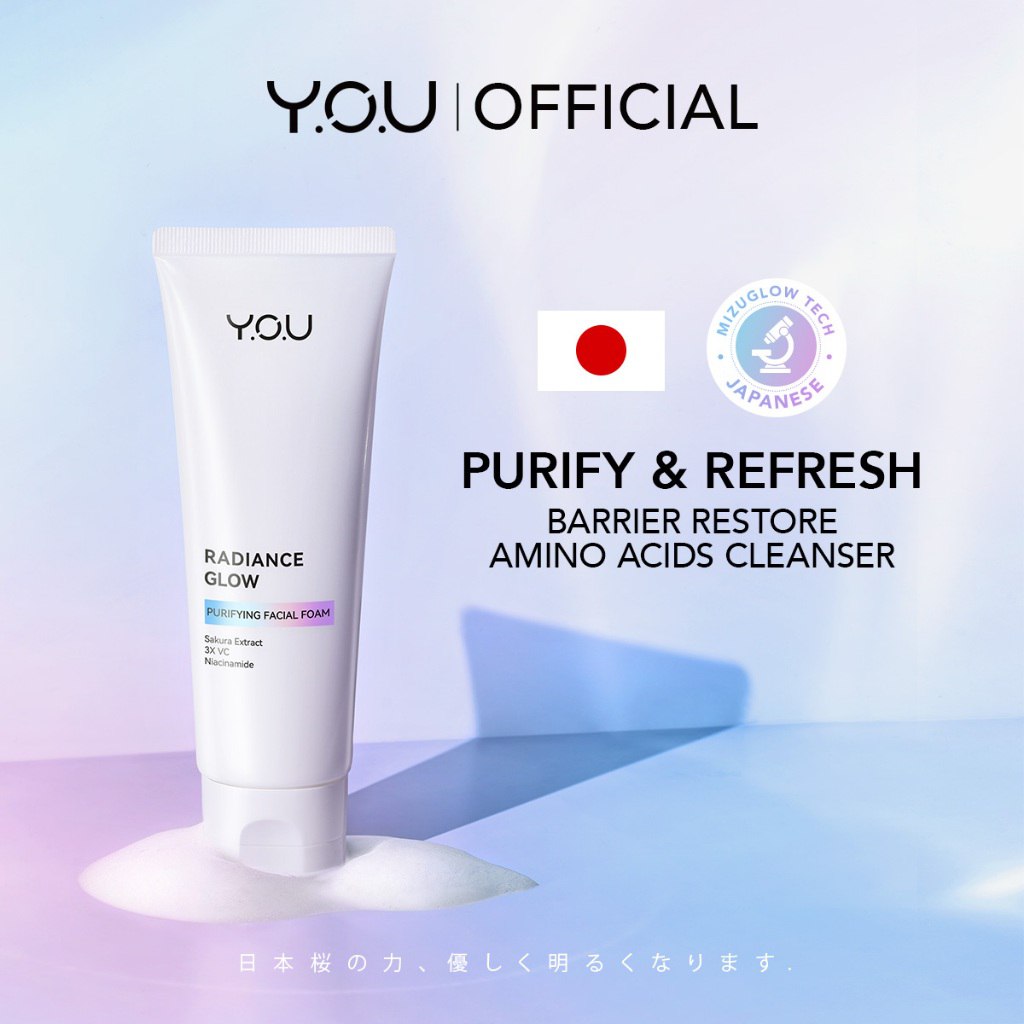 Y.O.U | OFFICIAL
Y.O.U
RADIANCE
GLOW
PURIFYING FACIAL FOAM
Sakura Extract
3X VC
Niacinamide
MIZUGLOW TECH
JAPANESE
PURIFY & REFRESH
BARRIER RESTORE
AMINO ACIDS CLEANSER
日本桜の力、優しく明るくなります.